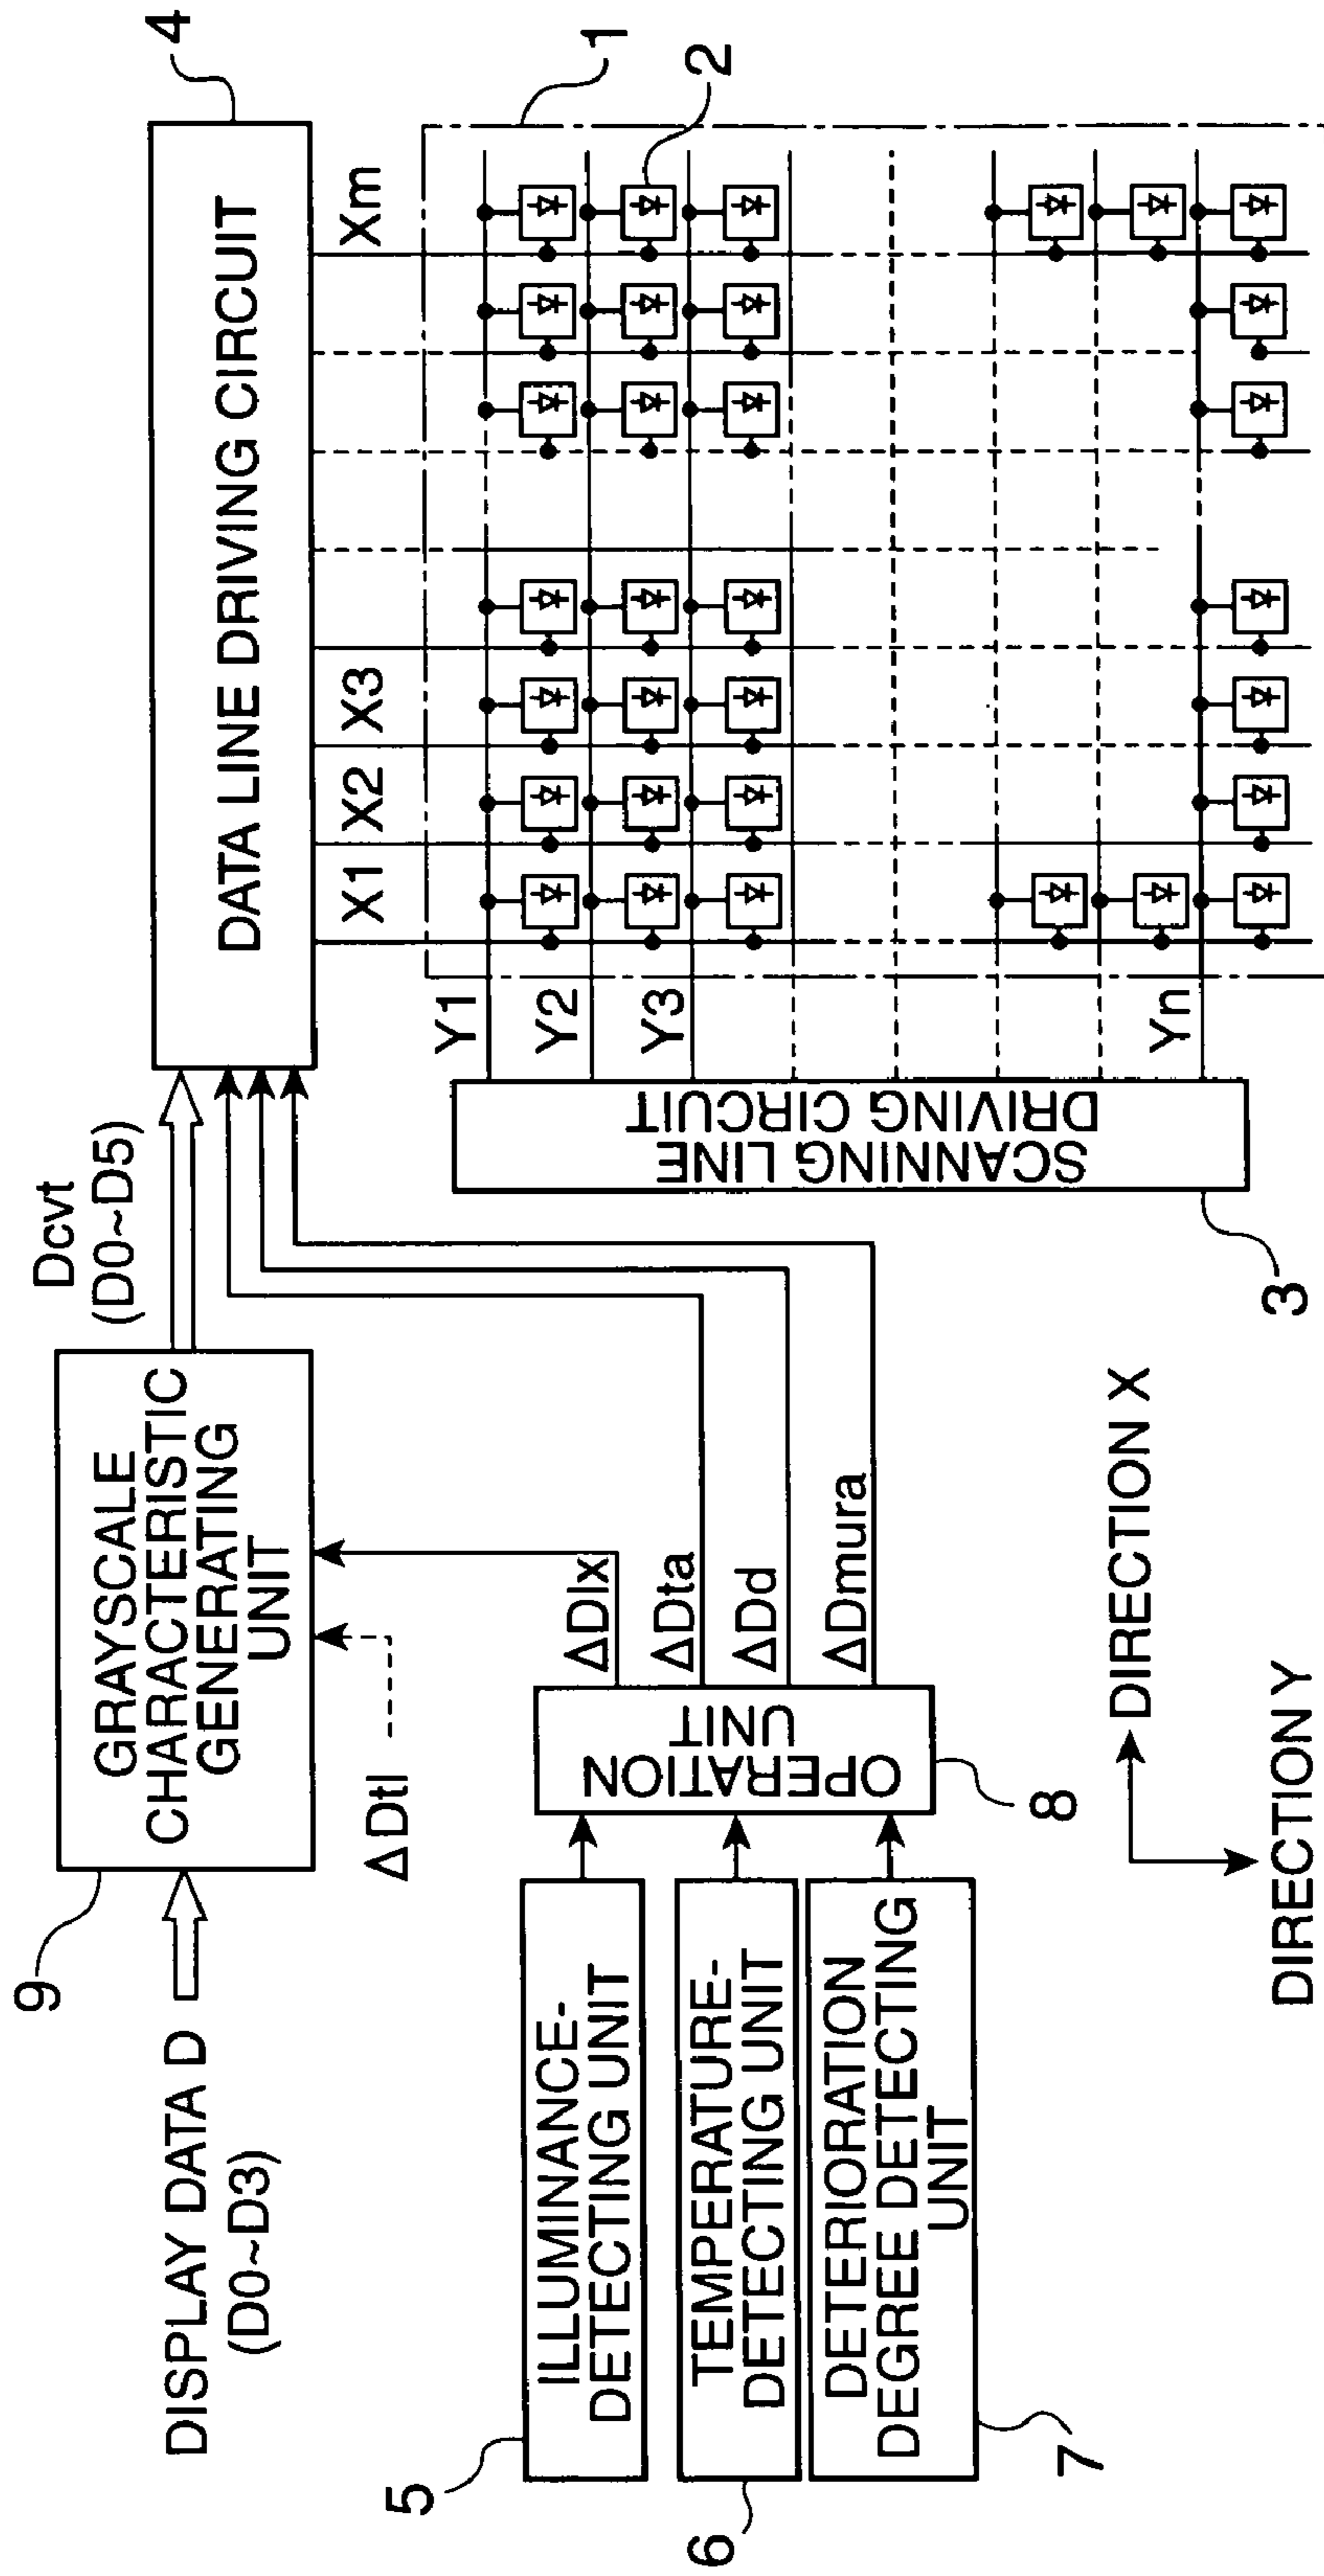 DISPLAY DATA D
(D0~D3)
9
GRAYSCALE
CHARACTERISTIC
GENERATING
UNIT
Dcvt
(D0~D5)
DATA LINE DRIVING CIRCUIT
4
ΔDtl
X1
X2
X3
Xm
1
2
Y1
Y2
Y3
Yn
SCANNING LINE
DRIVING CIRCUIT
3
5
ILLUMINANCE-
DETECTING UNIT
6
TEMPERATURE-
DETECTING UNIT
7
DETERIORATION
DEGREE DETECTING
UNIT
OPERATION
UNIT
8
ΔDlx
ΔDta
ΔDd
ΔDmura
DIRECTION X
DIRECTION Y